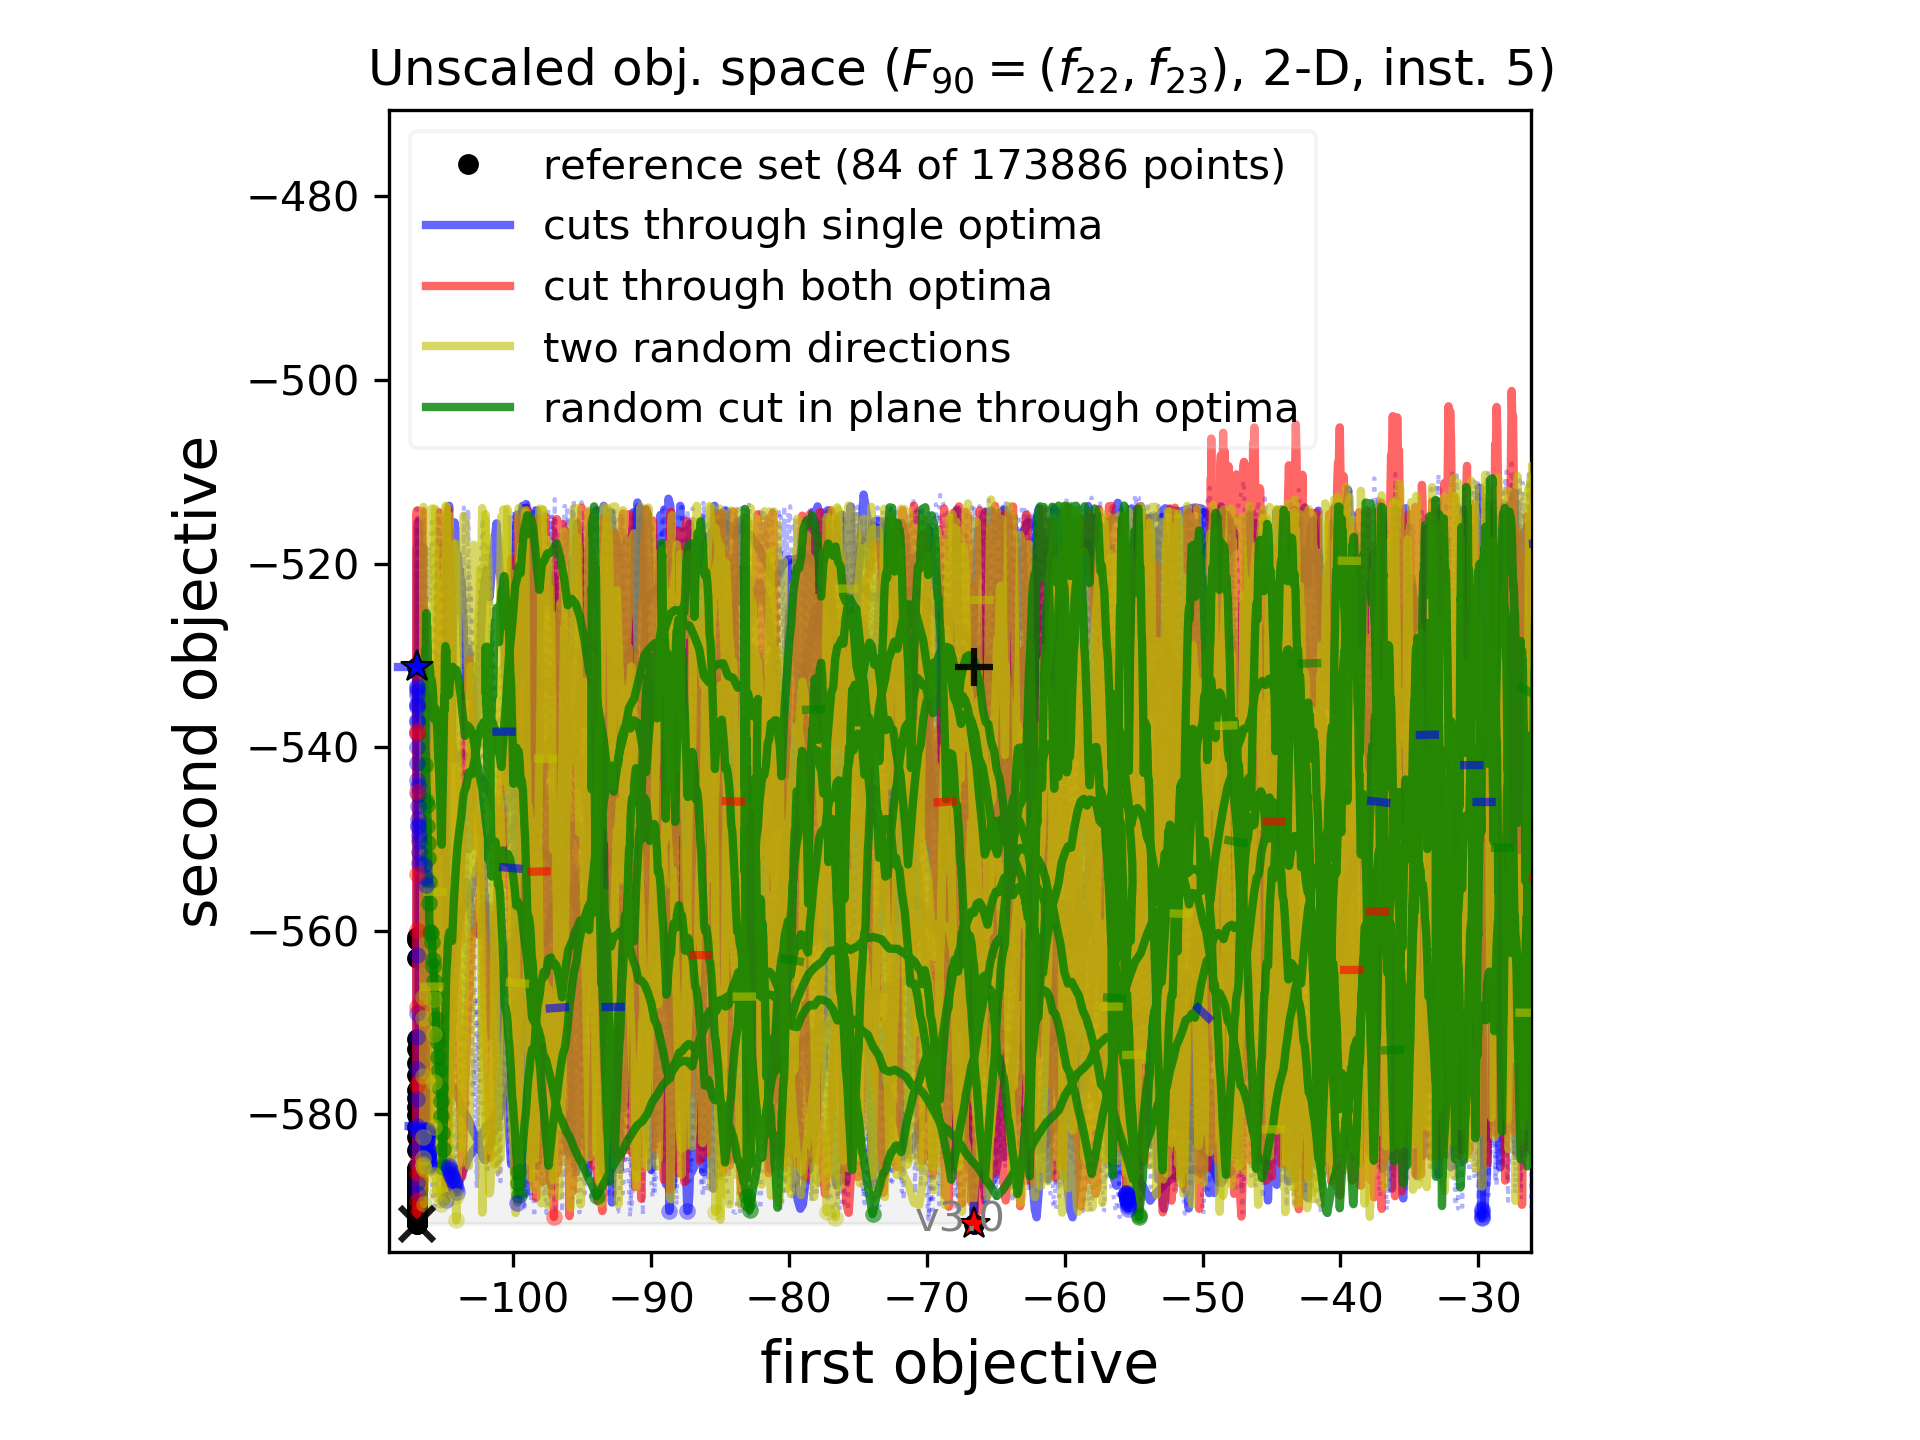 Unscaled obj. space (F90 = (f22, f23), 2-D, inst. 5)
reference set (84 of 173886 points)
cuts through single optima
cut through both optima
two random directions
random cut in plane through optima
second objective
−480
−500
−520
−540
−560
−580
−100 −90 −80 −70 −60 −50 −40 −30
first objective